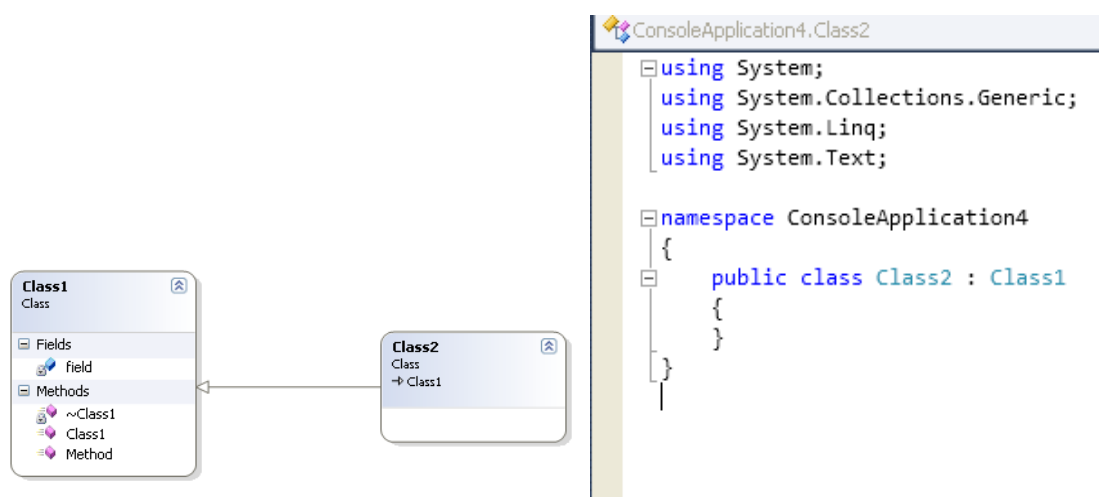 Class1
Class
Fields
field
Methods
~Class1
Class1
Method
Class2
Class
Class1
ConsoleApplication4.Class2
using System;
using System.Collections.Generic;
using System.Linq;
using System.Text;
namespace ConsoleApplication4
{
public class Class2 : Class1
{
}
}